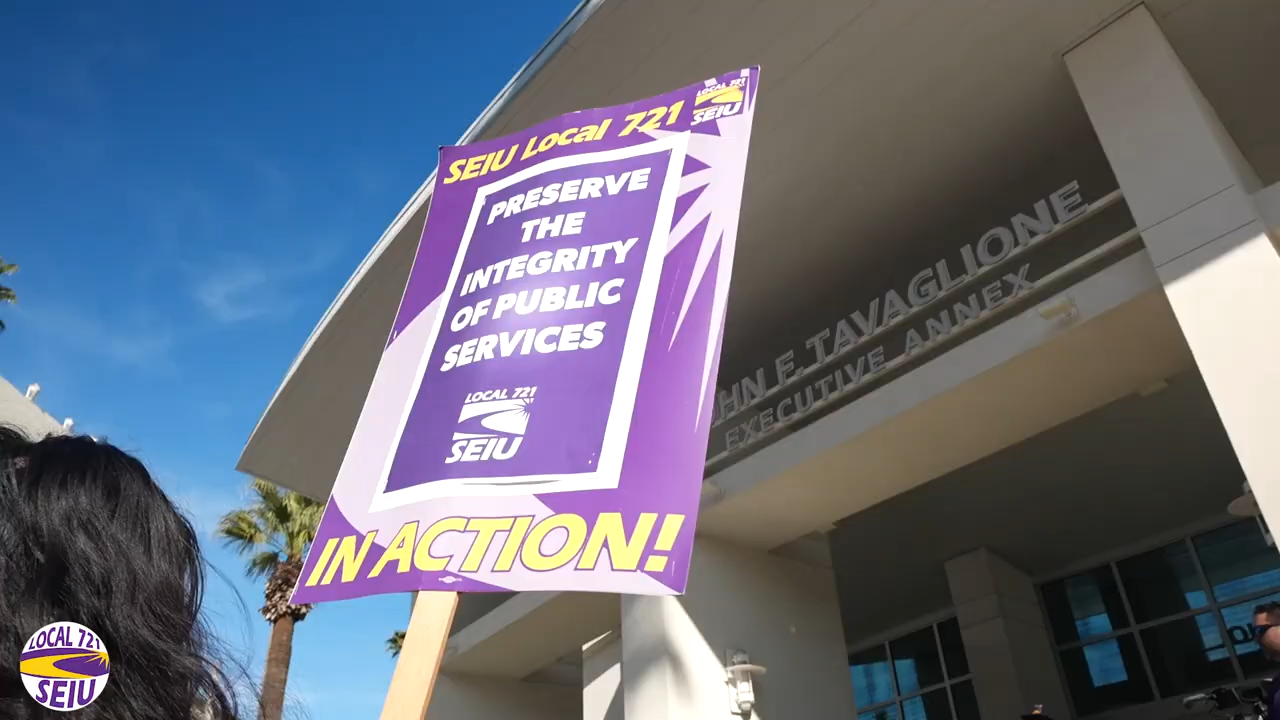 SEIU Local 721
LOCAL 721
SEIU
PRESERVE
THE
INTEGRITY
OF PUBLIC
SERVICES
LOCAL 721
SEIU
IN ACTION!
HN F. TAVAGLIONE
EXECUTIVE ANNEX
LOCAL 721
SEIU